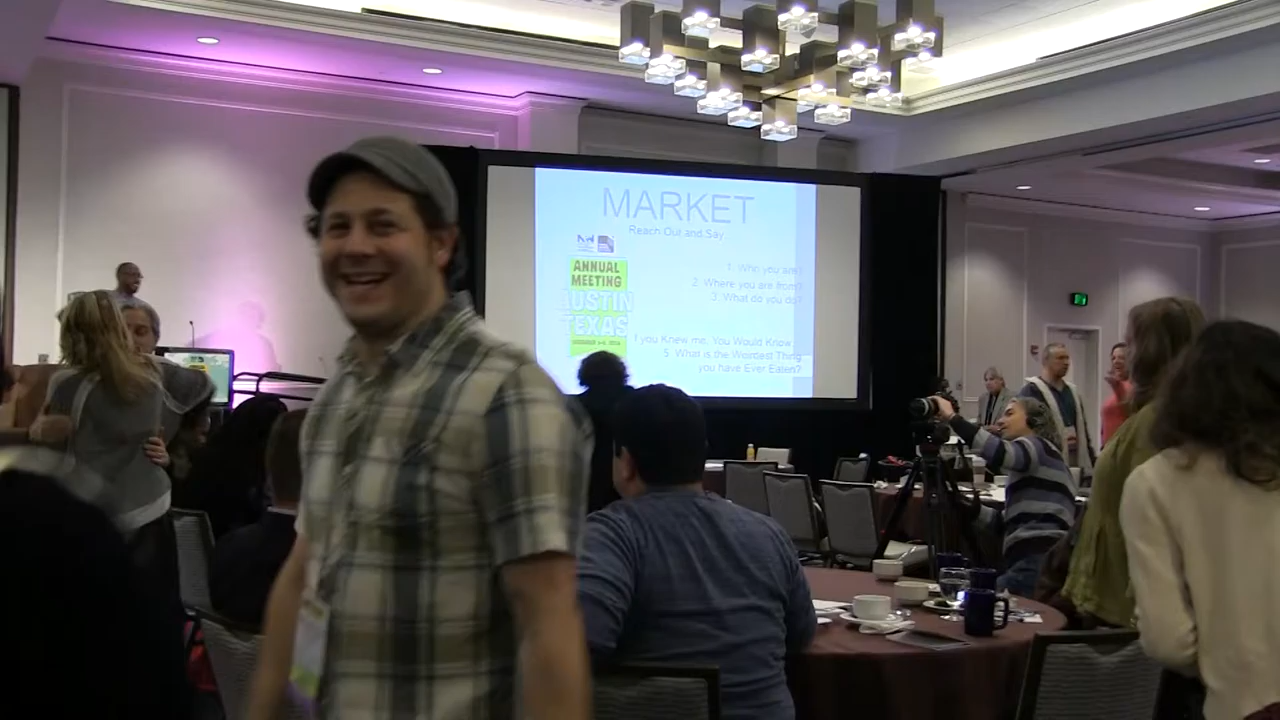 MARKET
Reach Out and Say
1. Who you are?
2. Where you are from?
3. What do you do?
ANNUAL
MEETING
AUSTIN
TEXAS
f you Knew me, You Would Know
5. What is the Weirdest Thing
you have Ever Eaten?